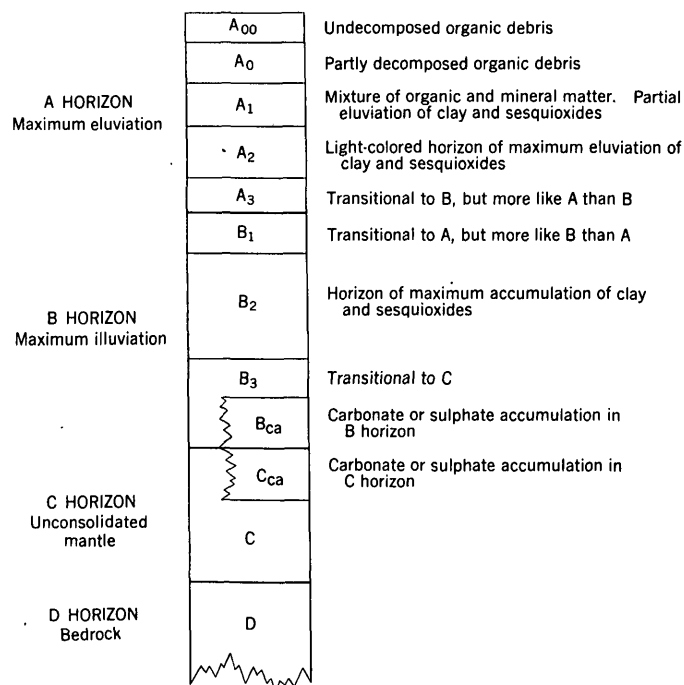 A₀₀ Undecomposed organic debris
A₀ Partly decomposed organic debris
A HORIZON
Maximum eluviation
A₁ Mixture of organic and mineral matter. Partial
eluviation of clay and sesquioxides
A₂ Light-colored horizon of maximum eluviation of
clay and sesquioxides
A₃ Transitional to B, but more like A than B
B₁ Transitional to A, but more like B than A
B HORIZON
Maximum illuviation
B₂ Horizon of maximum accumulation of clay
and sesquioxides
B₃ Transitional to C
Bca Carbonate or sulphate accumulation in
B horizon
Cca Carbonate or sulphate accumulation in
C horizon
C HORIZON
Unconsolidated
mantle
C
D HORIZON
Bedrock
D